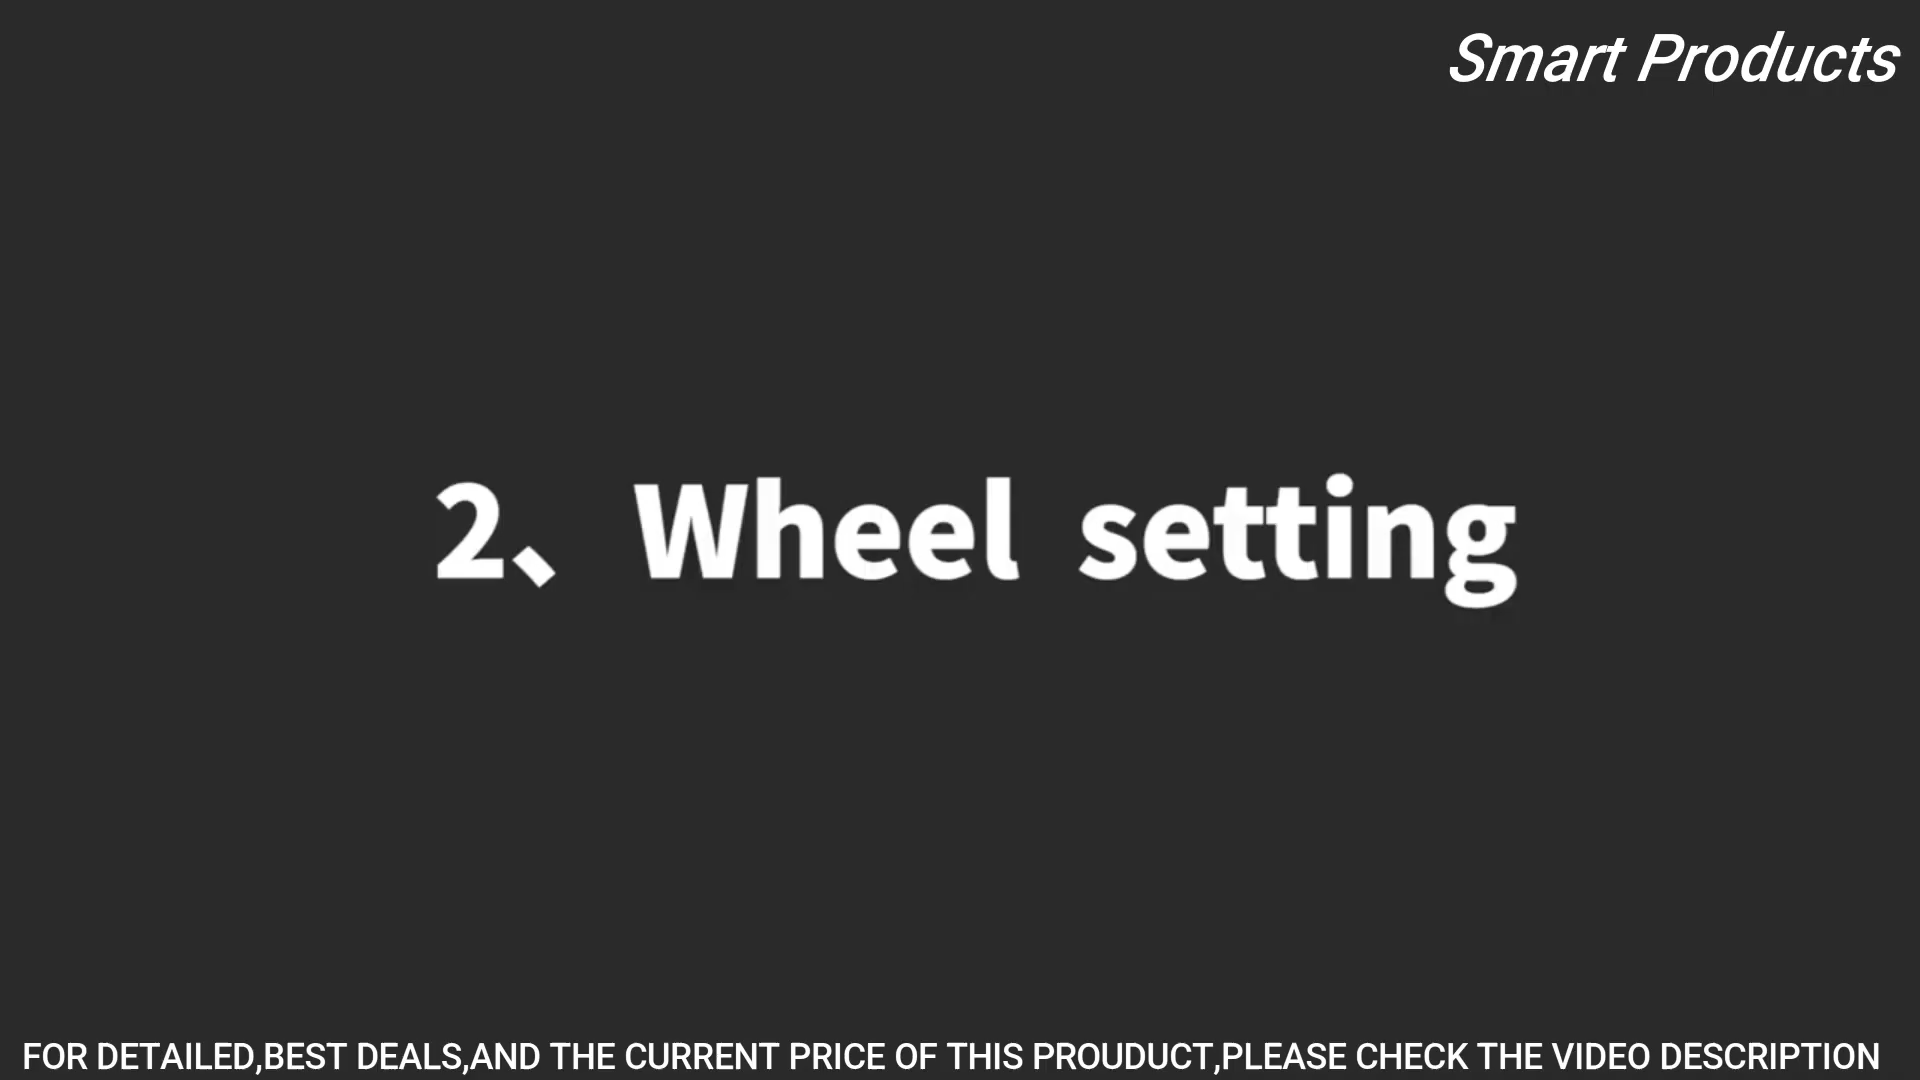 Smart Products
2、 Wheel setting
FOR DETAILED,BEST DEALS,AND THE CURRENT PRICE OF THIS PROUDUCT,PLEASE CHECK THE VIDEO DESCRIPTION